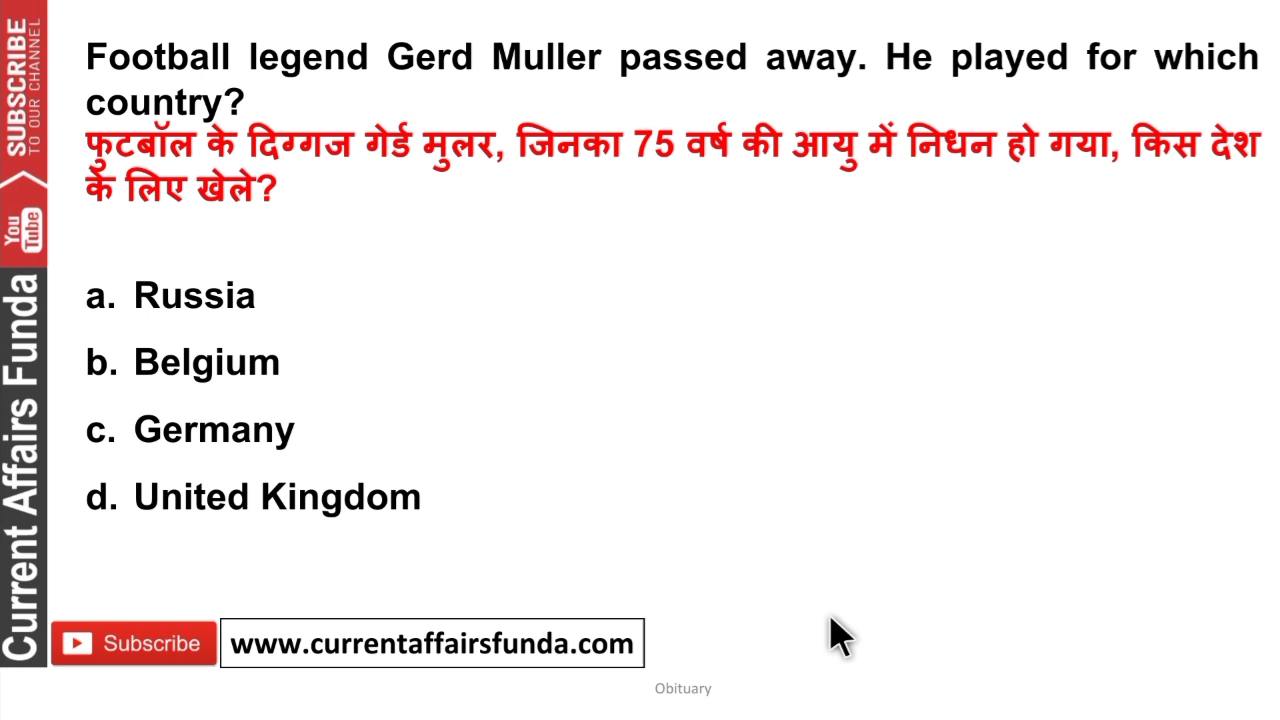 Football legend Gerd Muller passed away. He played for which
country?
फुटबॉल के दिग्गज गेर्ड मुलर, जिनका 75 वर्ष की आयु में निधन हो गया, किस देश
के लिए खेले?
a. Russia
b. Belgium
c. Germany
d. United Kingdom
SUBSCRIBE
TO OUR CHANNEL
You
Tube
Current Affairs Funda
Subscribe
www.currentaffairsfunda.com
Obituary